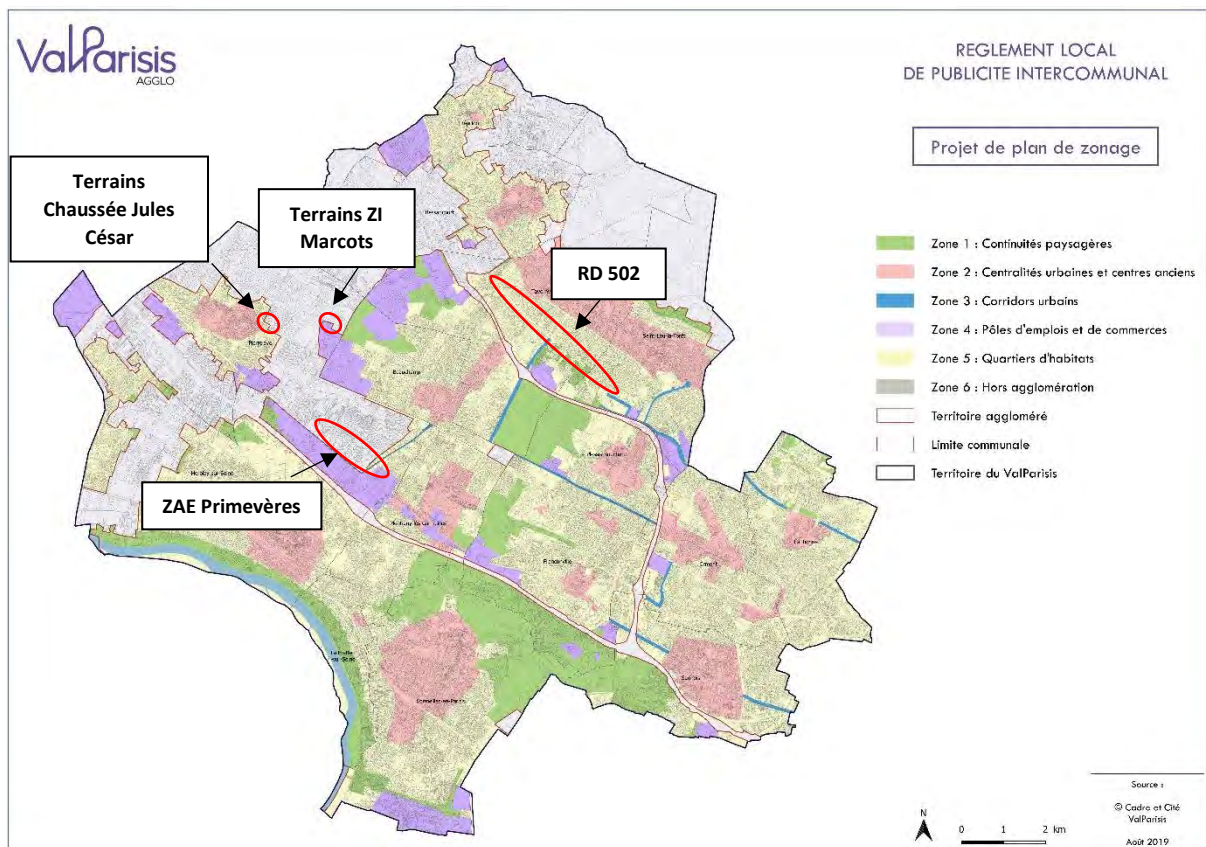 ValParisis
AGGLO
REGLEMENT LOCAL
DE PUBLICITE INTERCOMMUNAL
Projet de plan de zonage
Terrains
Chaussée Jules
César
Terrains ZI
Marcots
RD 502
ZAE Primevères
Zone 1 : Continuités paysagères
Zone 2 : Centralités urbaines et centres anciens
Zone 3 : Corridors urbains
Zone 4 : Pôles d'emplois et de commerces
Zone 5 : Quartiers d'habitats
Zone 6 : Hors agglomération
Territoire aggloméré
Limite communale
Territoire du ValParisis
Bessancourt
Ermont
Source :
© Cadre et Cité
ValParisis
Août 2019
N
0 1 2 km